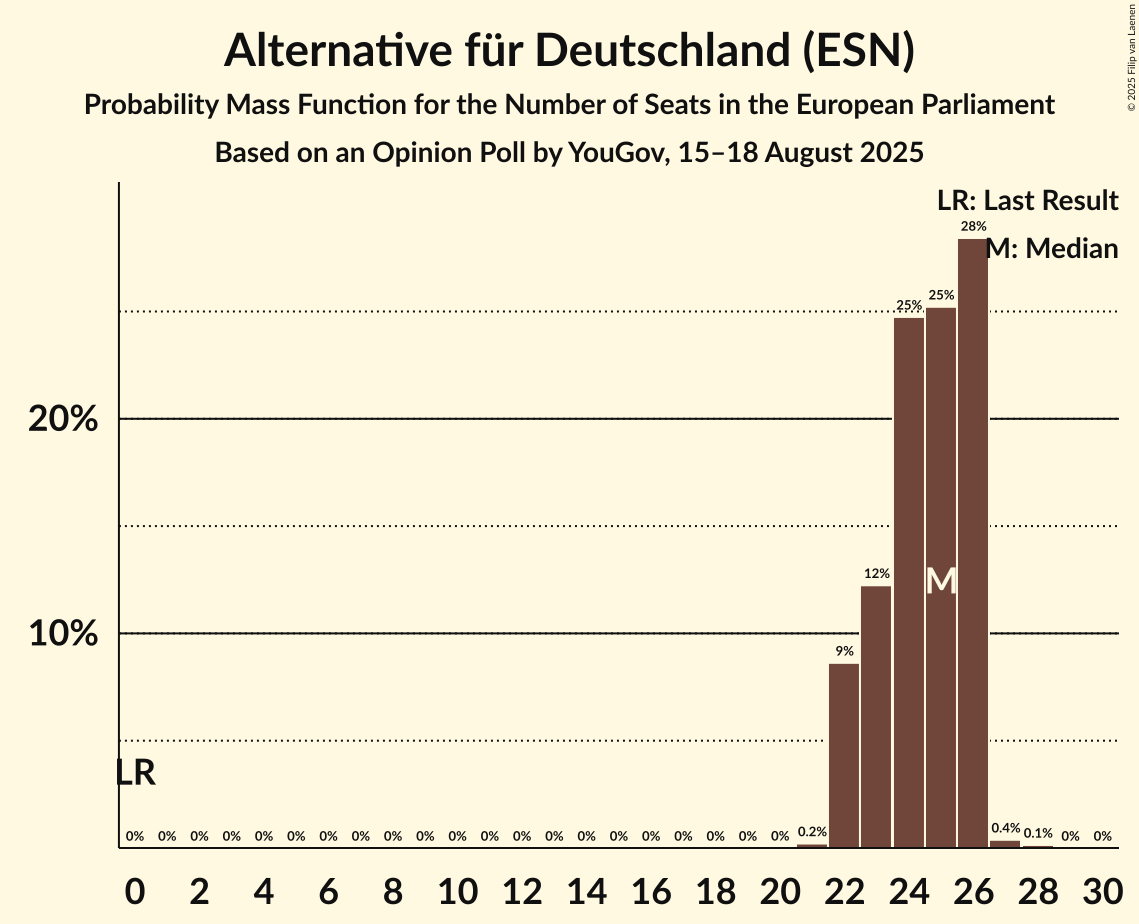 Alternative für Deutschland (ESN)
Probability Mass Function for the Number of Seats in the European Parliament
Based on an Opinion Poll by YouGov, 15–18 August 2025
© 2025 Filip van Laenen
LR: Last Result
M: Median
28%
25% 25%
20%
12%
M
10%
9%
LR
0% 0% 0% 0% 0% 0% 0% 0% 0% 0% 0% 0% 0% 0% 0% 0% 0% 0% 0% 0% 0% 0.2% 0.4% 0.1% 0% 0%
0 2 4 6 8 10 12 14 16 18 20 22 24 26 28 30